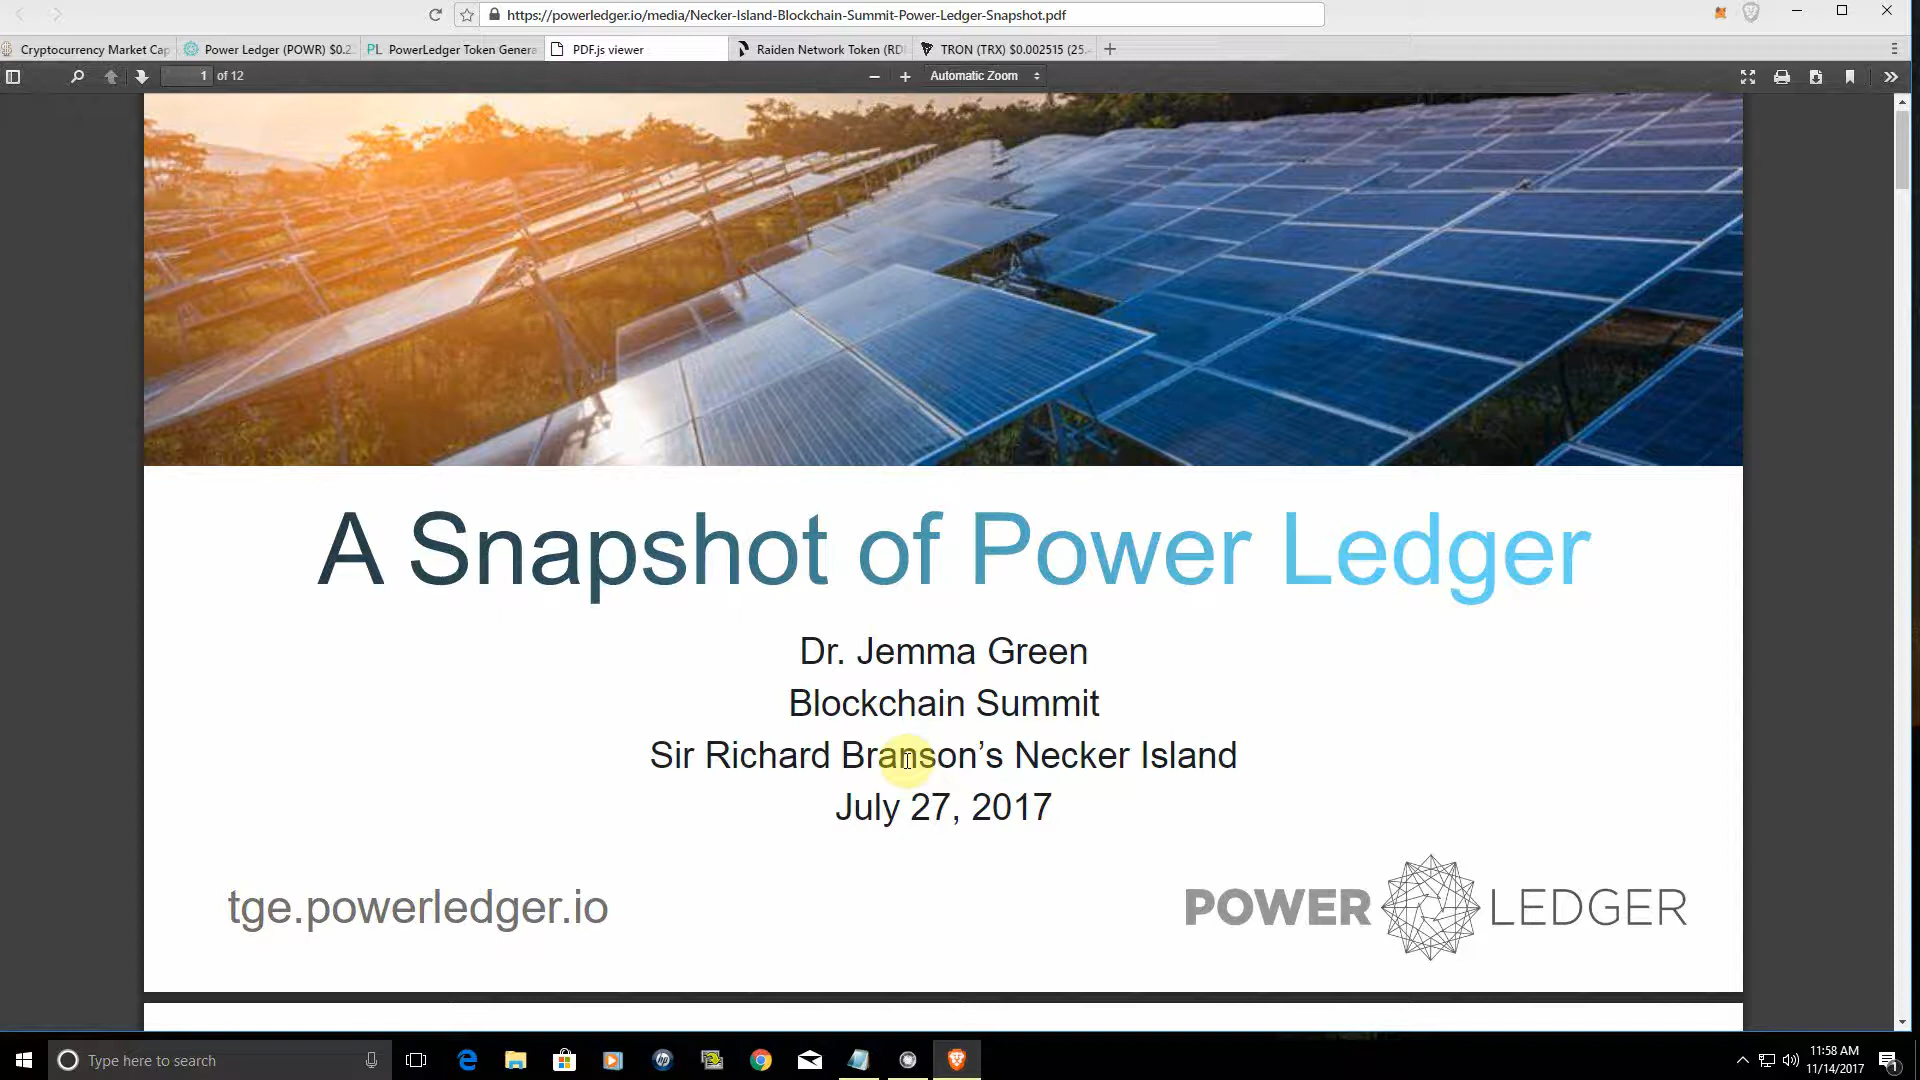 https://powerledger.io/media/Necker-Island-Blockchain-Summit-Power-Ledger-Snapshot.pdf
Cryptocurrency Market Cap
Power Ledger (POWR) $0.2
PL PowerLedger Token Genera
PDF.js viewer
Raiden Network Token (RD
TRON (TRX) $0.002515 (25.
1 of 12
Automatic Zoom
A Snapshot of Power Ledger
Dr. Jemma Green
Blockchain Summit
Sir Richard Branson’s Necker Island
July 27, 2017
tge.powerledger.io
POWER LEDGER
Type here to search
11:58 AM
11/14/2017
1